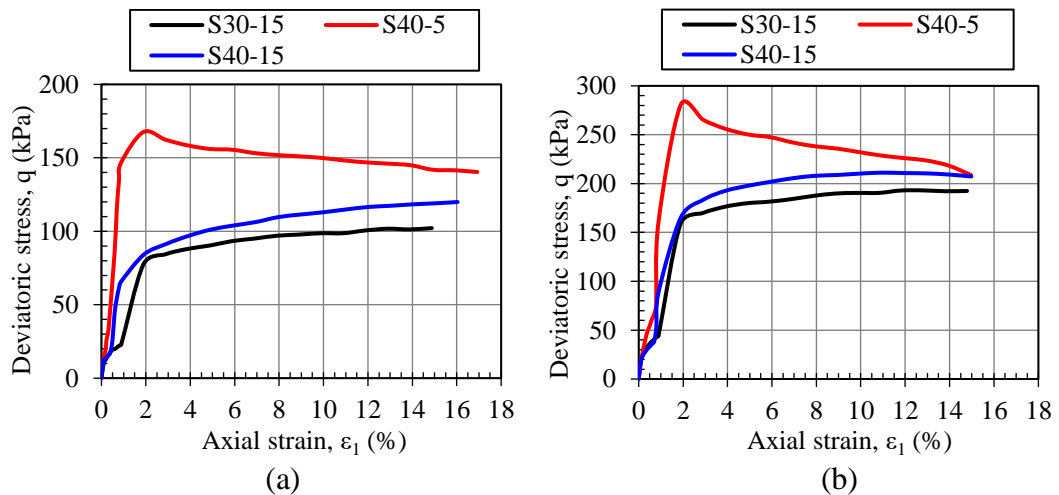 S30-15 S40-5
S40-15
200
150
100
50
0
0 2 4 6 8 10 12 14 16 18
Deviatoric stress, q (kPa)
Axial strain, ε1 (%)
(a)
S30-15 S40-5
S40-15
300
250
200
150
100
50
0
0 2 4 6 8 10 12 14 16 18
Deviatoric stress, q (kPa)
Axial strain, ε1 (%)
(b)